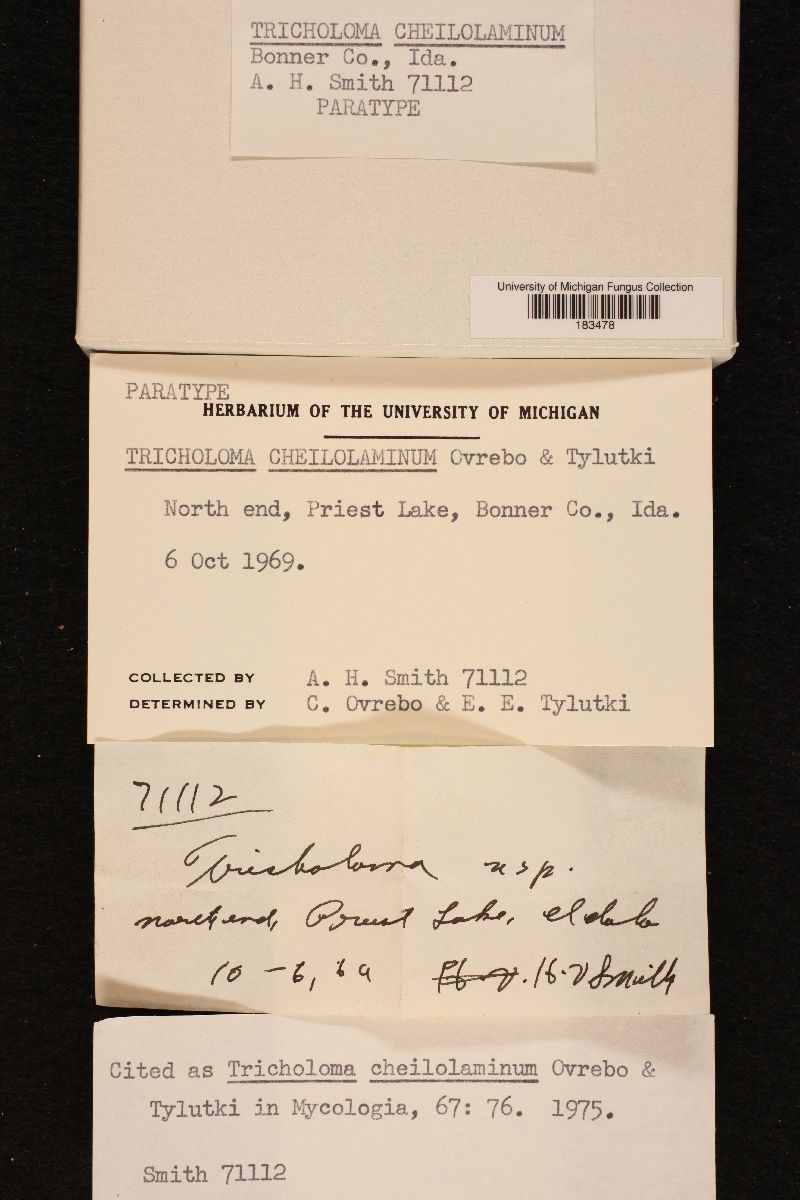 TRICHOLOMA CHEILOLAMINUM
Bonner Co., Ida.
A. H. Smith 71112
PARATYPE
University of Michigan Fungus Collection
183478
PARATYPE
HERBARIUM OF THE UNIVERSITY OF MICHIGAN
TRICHOLOMA CHEILOLAMINUM Ovrebo & Tylutki
North end, Priest Lake, Bonner Co., Ida.
6 Oct 1969.
COLLECTED BY A. H. Smith 71112
DETERMINED BY C. Ovrebo & E. E. Tylutki
71112
Tricholoma n sp.
north end, Priest Lake, Idaho
10 - 6, 69 Smith
Cited as Tricholoma cheilolaminum Ovrebo &
Tylutki in Mycologia, 67: 76. 1975.
Smith 71112